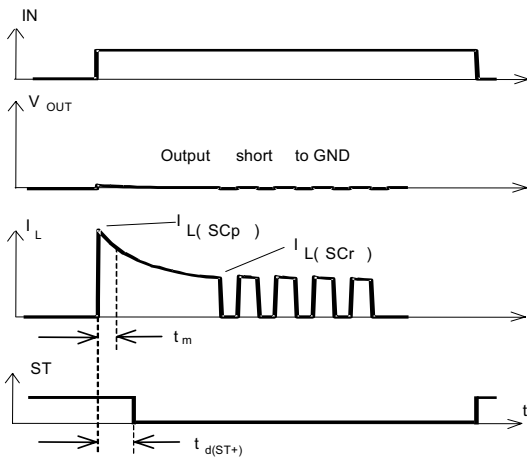 IN
V OUT
Output short to GND
I L
I L( SCp )
I L( SCr )
t m
ST
t
t d(ST+)